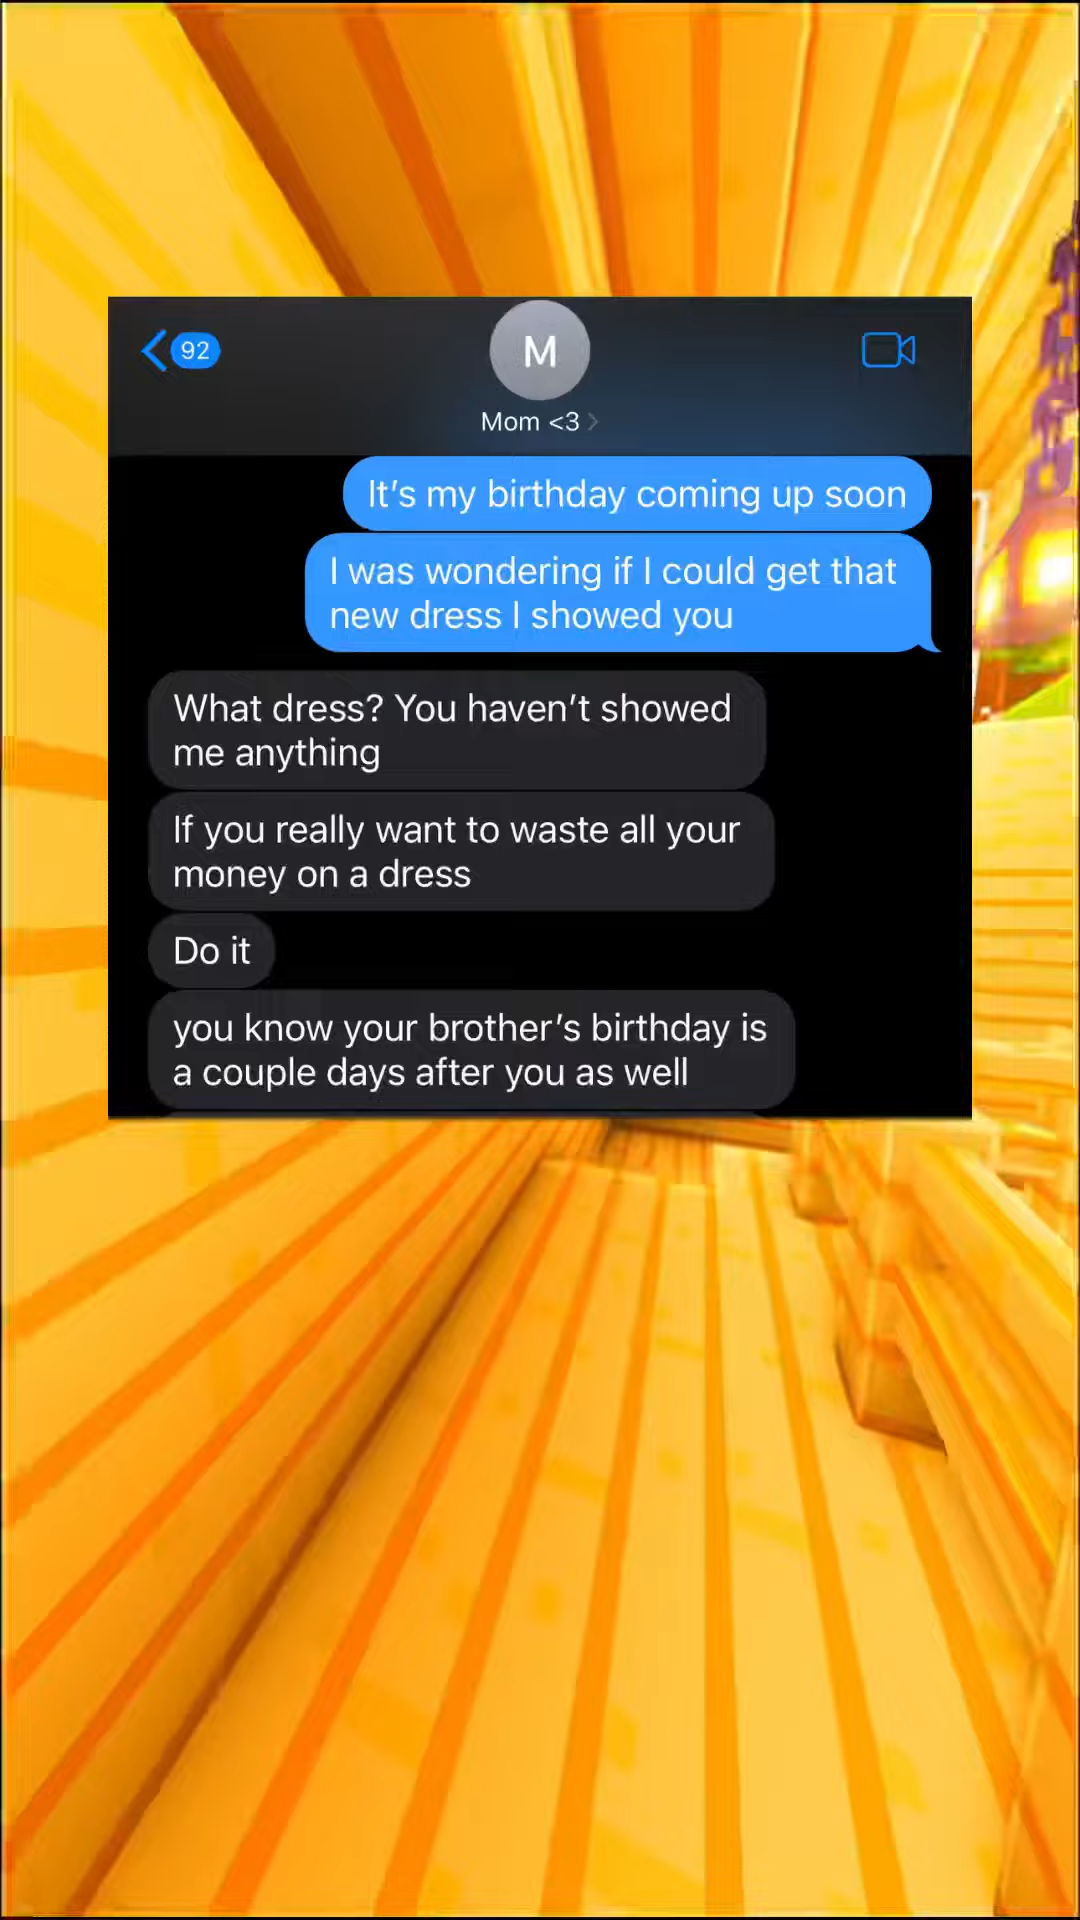 92
M
Mom <3
It’s my birthday coming up soon
I was wondering if I could get that
new dress I showed you
What dress? You haven’t showed
me anything
If you really want to waste all your
money on a dress
Do it
you know your brother’s birthday is
a couple days after you as well